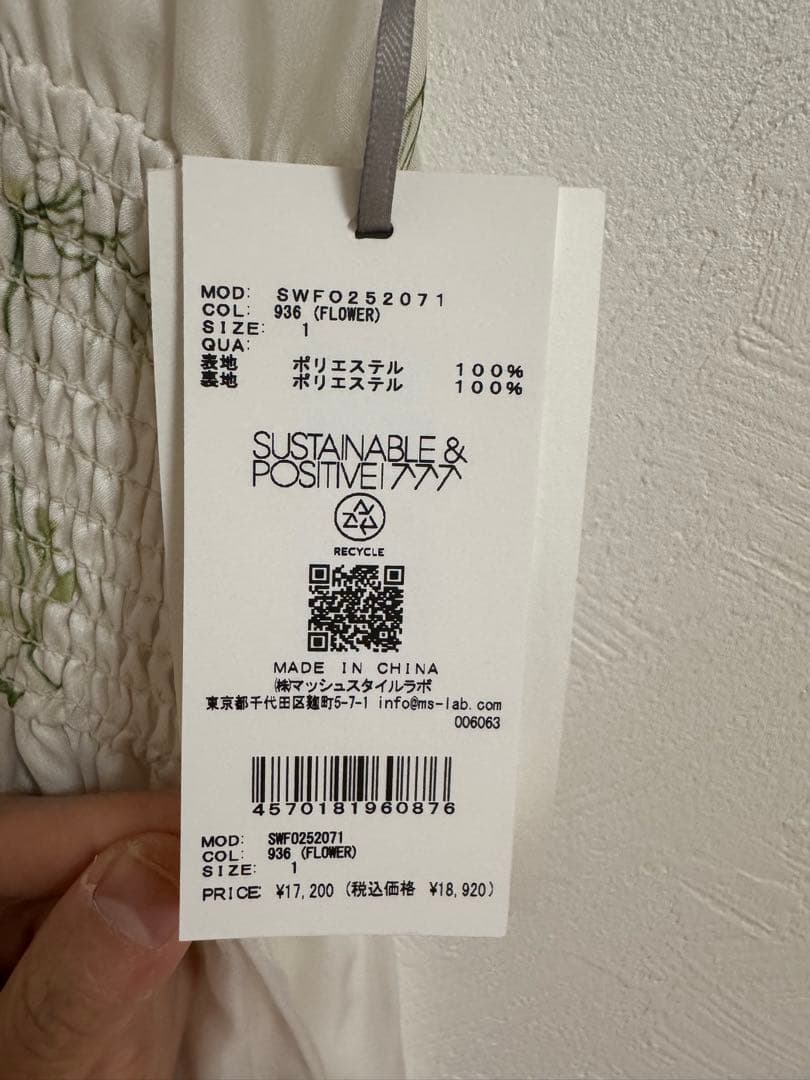 MOD: SWFO252071
COL: 936 (FLOWER)
SIZE: 1
QUA:
表地 ポリエステル 100%
裏地 ポリエステル 100%
SUSTAINABLE &
POSITIVE!
RECYCLE
MADE IN CHINA
㈱マッシュスタイルラボ
東京都千代田区麹町5-7-1 info@ms-lab.com
006063
4570181960876
MOD: SWFO252071
COL: 936 (FLOWER)
SIZE: 1
PRICE: ¥17,200 (税込価格 ¥18,920)